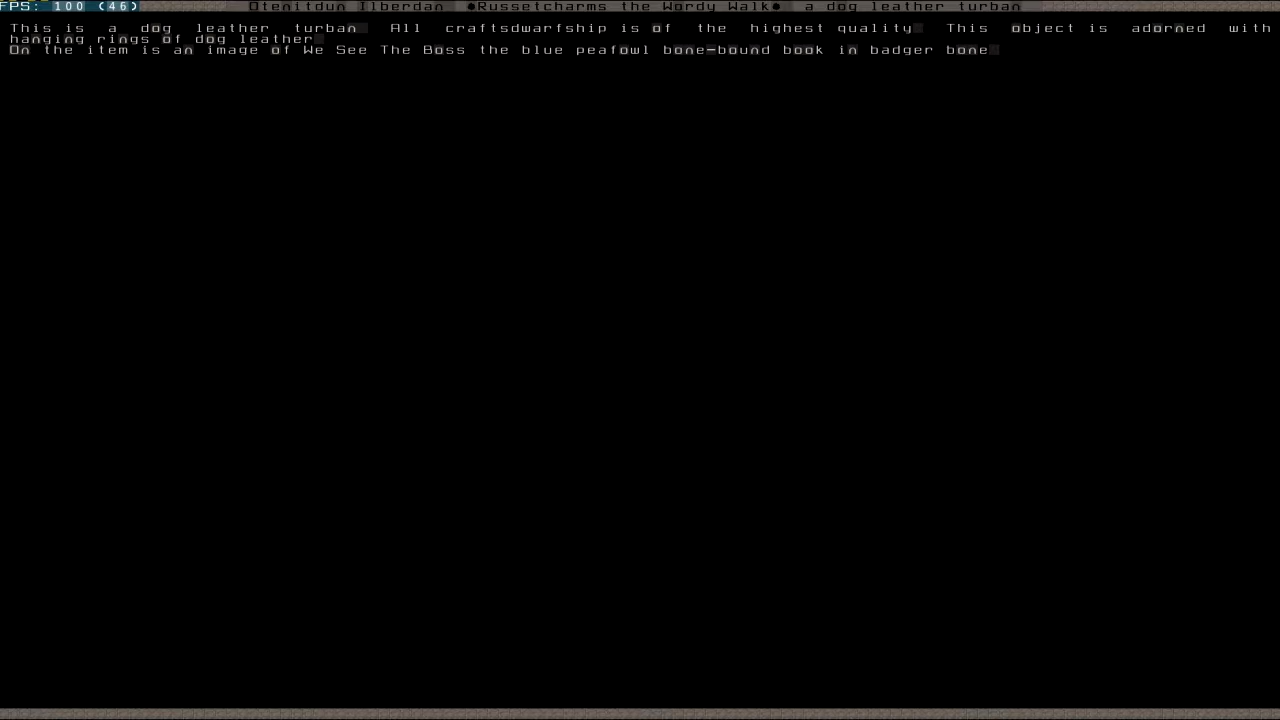 FPS: 100 (46) Otenitdun Ilberdan ●Russetcharms the Wordy Walk● a dog leather turban
This is a dog leather turban All craftsdwarfship is of the highest quality This object is adorned with
hanging rings of dog leather
On the item is an image of We See The Boss the blue peafowl bone-bound book in badger bone